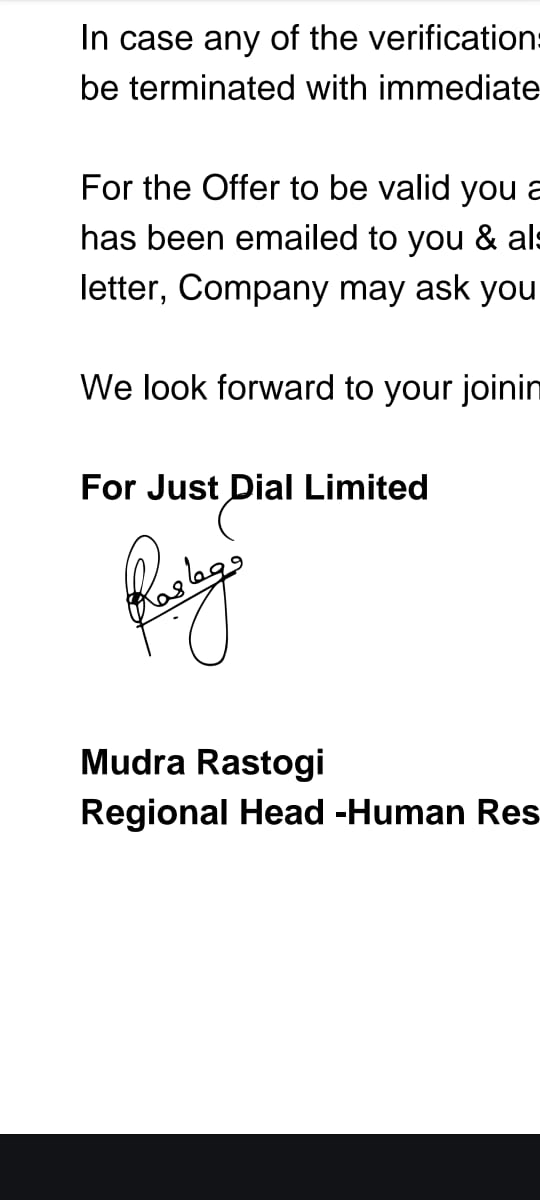 In case any of the verification
be terminated with immediate
For the Offer to be valid you a
has been emailed to you & als
letter, Company may ask you
We look forward to your joinin
For Just Dial Limited
Rastogi
Mudra Rastogi
Regional Head -Human Res